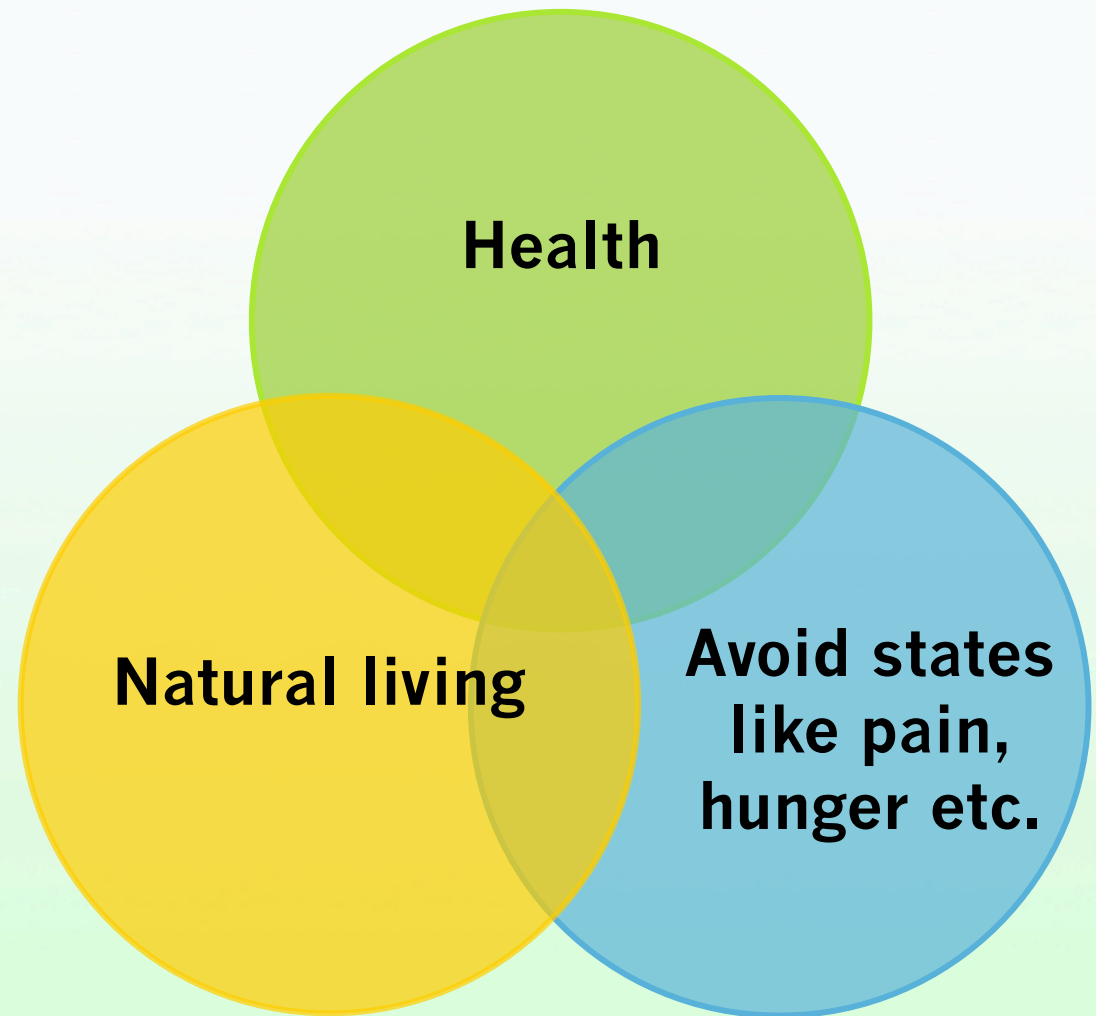 Health
Natural living
Avoid states
like pain,
hunger etc.